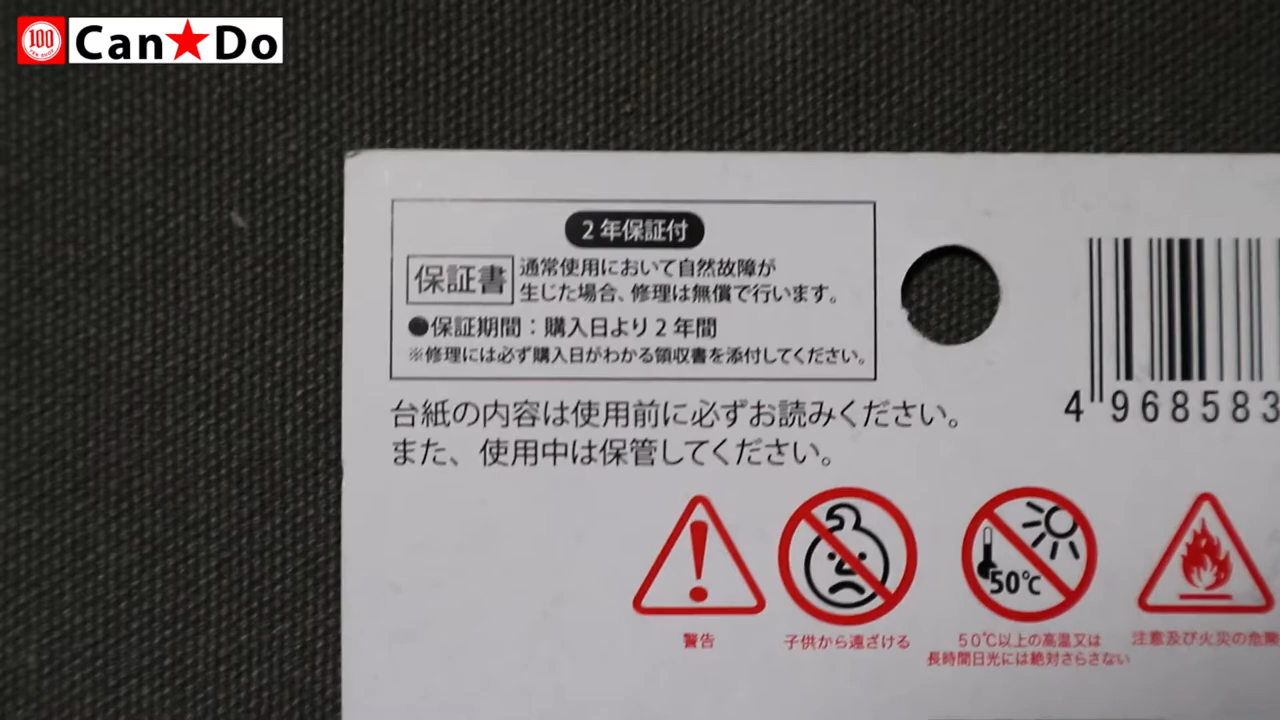 100
Can★Do
2年保証付
保証書
通常使用において自然故障が
生じた場合、修理は無償で行います。
●保証期間：購入日より2年間
※修理には必ず購入日がわかる領収書を添付してください。
4 968583
台紙の内容は使用前に必ずお読みください。
また、使用中は保管してください。
50℃
警告
子供から遠ざける
50℃以上の高温又は
長時間日光には絶対さらさない
注意及び火災の危険